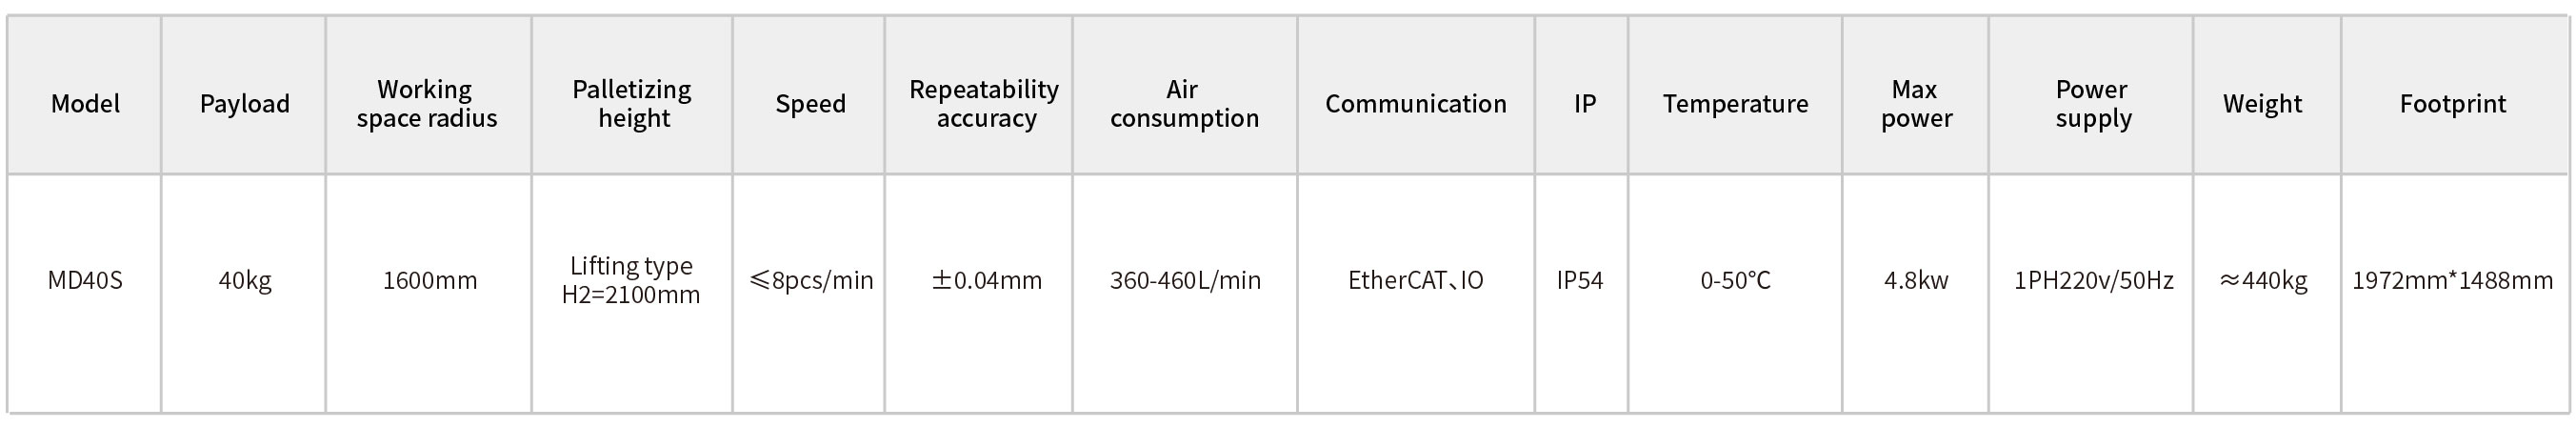 Model
Payload
Working
space radius
Palletizing
height
Speed
Repeatability
accuracy
Air
consumption
Communication
IP
Temperature
Max
power
Power
supply
Weight
Footprint
MD40S
40kg
1600mm
Lifting type
H2=2100mm
≤8pcs/min
±0.04mm
360-460L/min
EtherCAT、IO
IP54
0-50℃
4.8kw
1PH220v/50Hz
≈440kg
1972mm*1488mm